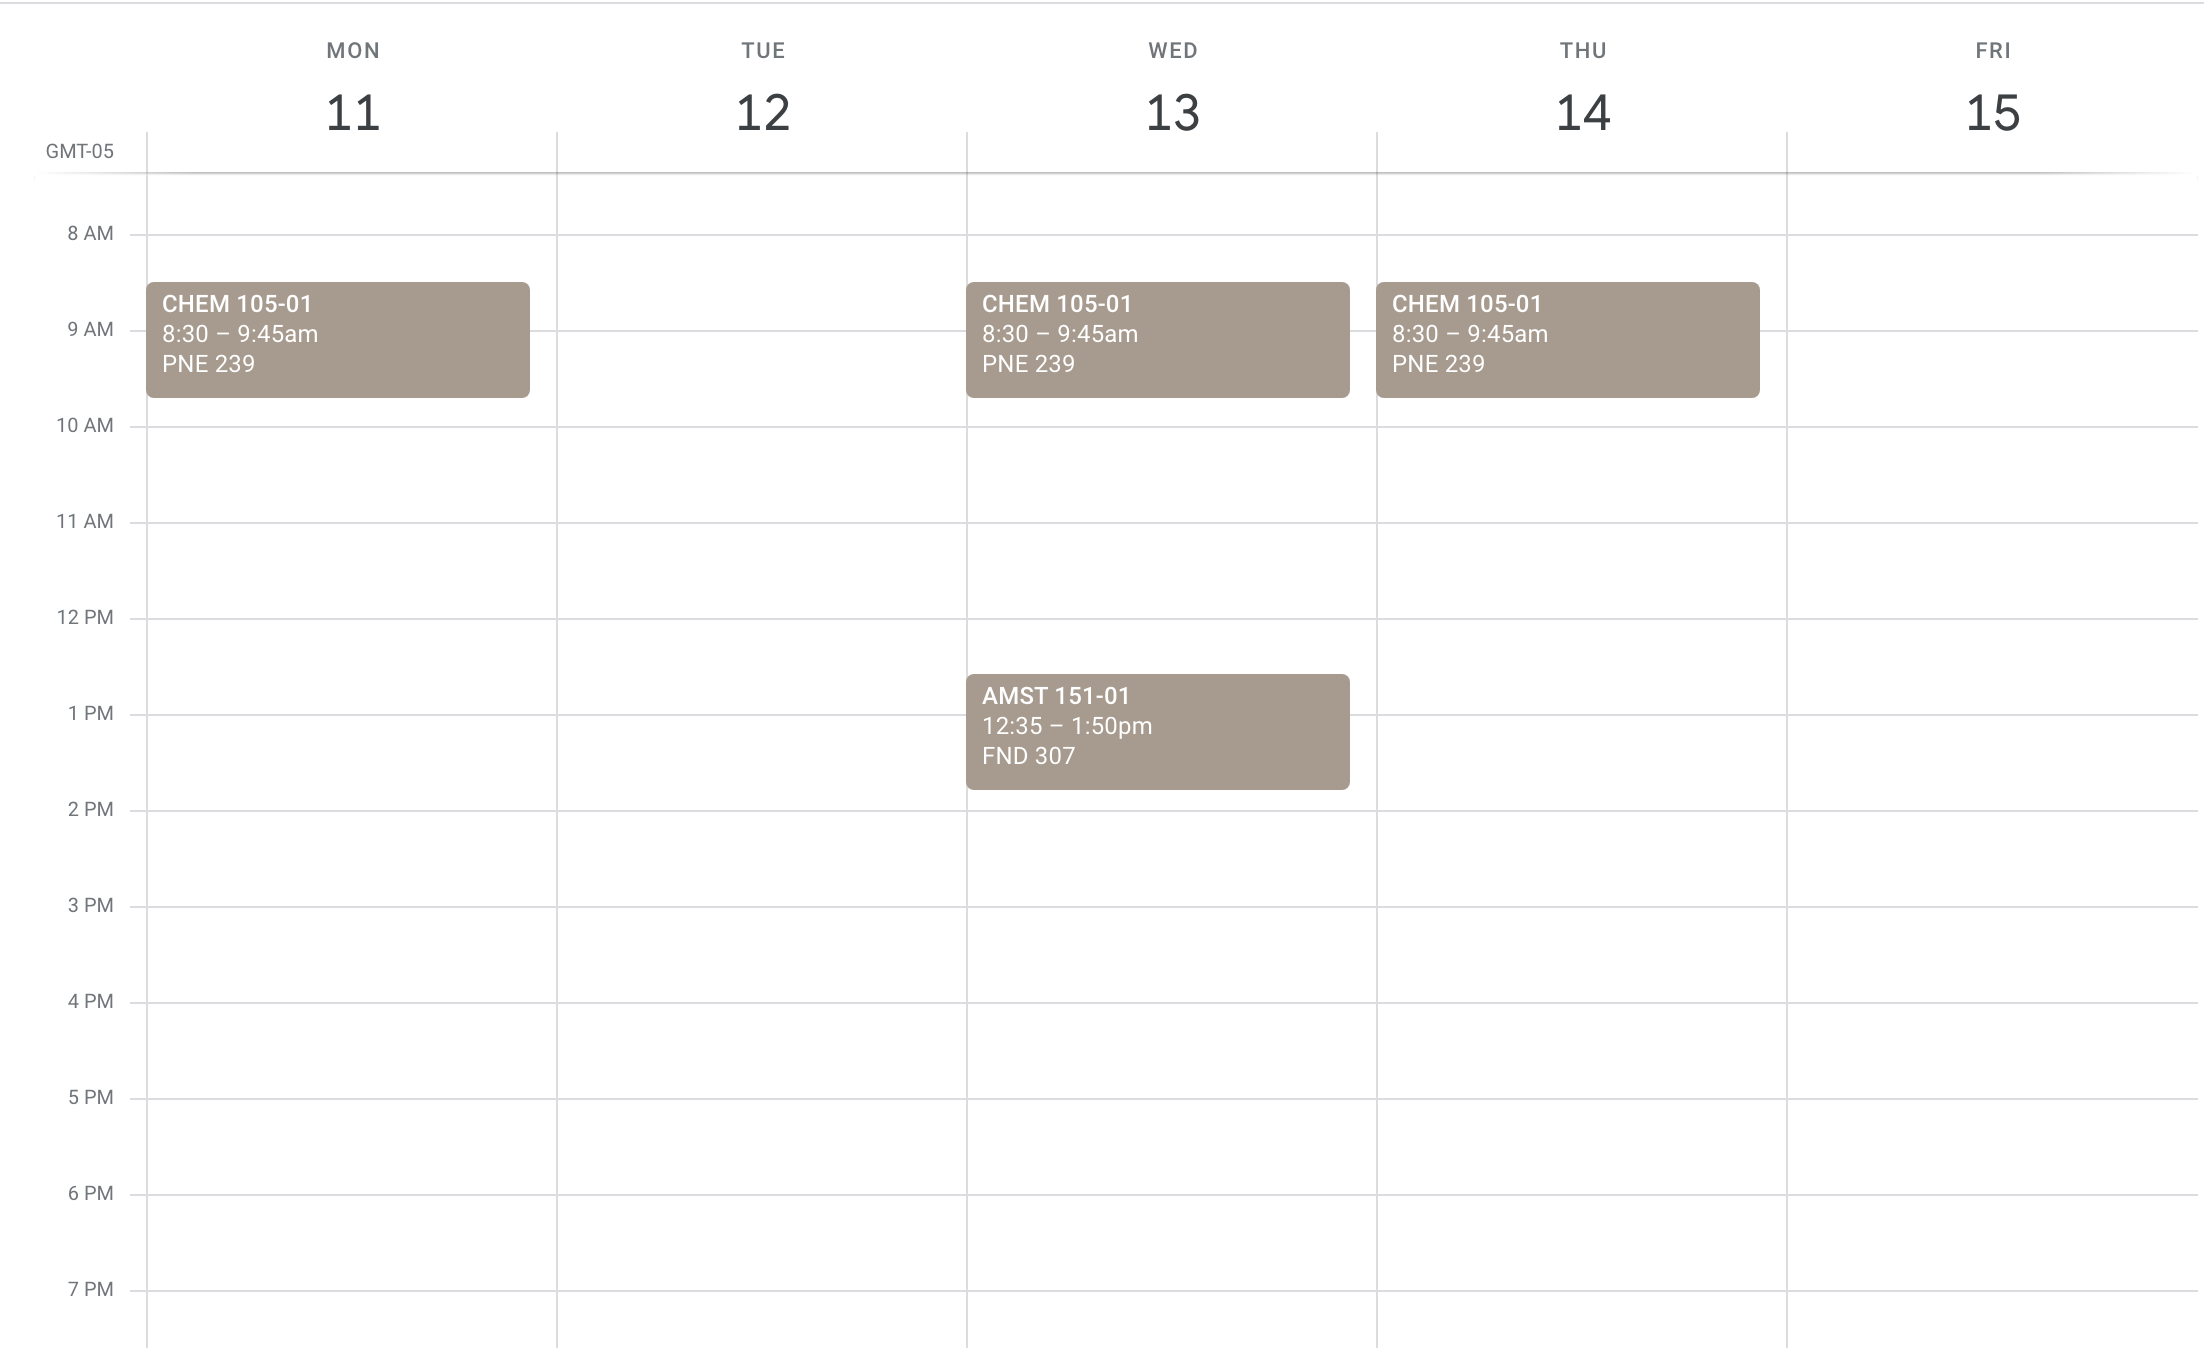 MON
TUE
WED
THU
FRI
11
12
13
14
15
GMT-05
8 AM
CHEM 105-01
8:30 – 9:45am
PNE 239
CHEM 105-01
8:30 – 9:45am
PNE 239
CHEM 105-01
8:30 – 9:45am
PNE 239
9 AM
10 AM
11 AM
12 PM
AMST 151-01
12:35 – 1:50pm
FND 307
1 PM
2 PM
3 PM
4 PM
5 PM
6 PM
7 PM